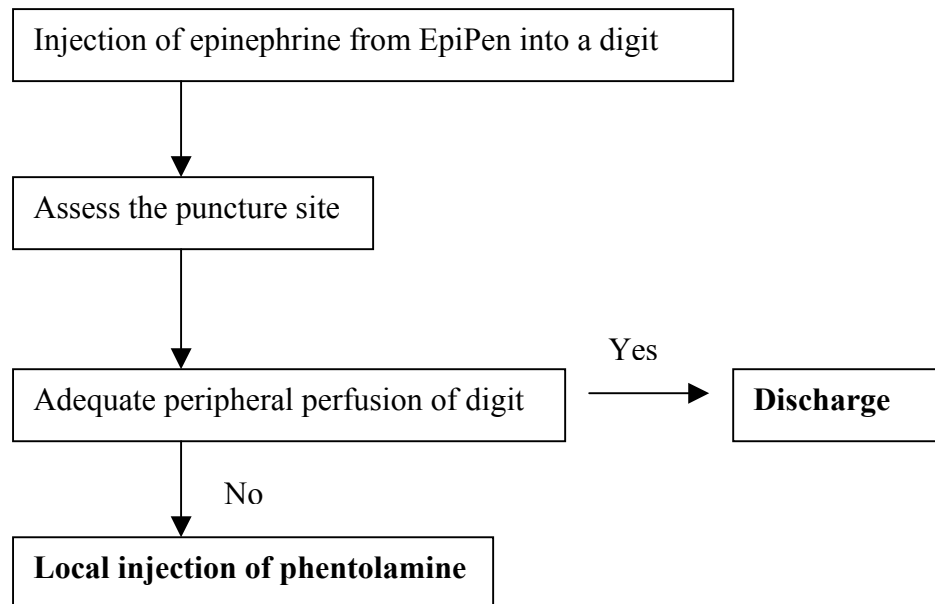 Injection of epinephrine from EpiPen into a digit
Assess the puncture site
Yes
Adequate peripheral perfusion of digit
Discharge
No
Local injection of phentolamine